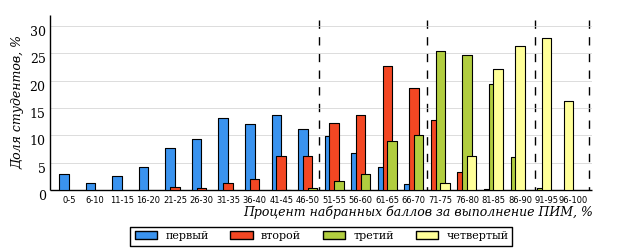 30
25
20
15
10
5
0
Доля студентов, %
0-5 6-10 11-15 16-20 21-25 26-30 31-35 36-40 41-45 46-50 51-55 56-60 61-65 66-70 71-75 76-80 81-85 86-90 91-95 96-100
Процент набранных баллов за выполнение ПИМ, %
первый второй третий четвертый